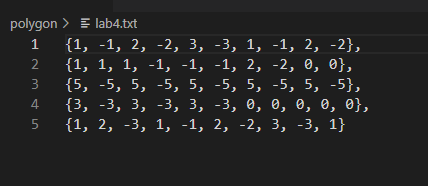 polygon > lab4.txt
1 {1, -1, 2, -2, 3, -3, 1, -1, 2, -2},
2 {1, 1, 1, -1, -1, -1, 2, -2, 0, 0},
3 {5, -5, 5, -5, 5, -5, 5, -5, 5, -5},
4 {3, -3, 3, -3, 3, -3, 0, 0, 0, 0, 0},
5 {1, 2, -3, 1, -1, 2, -2, 3, -3, 1}